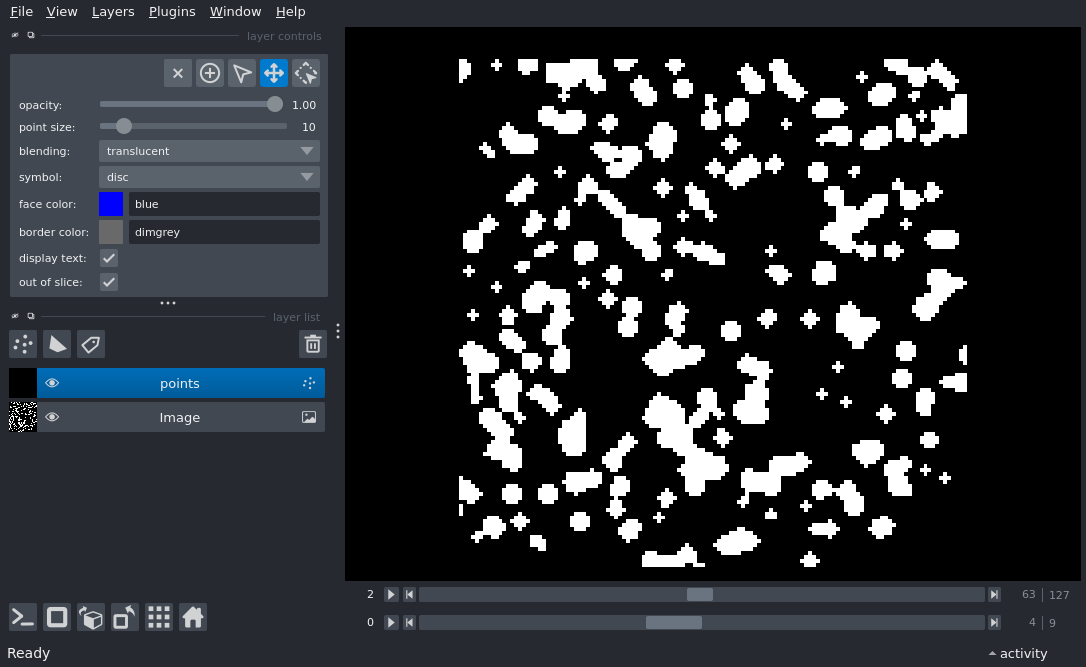 File View Layers Plugins Window Help
layer controls
opacity: 1.00
point size: 10
blending: translucent
symbol: disc
face color: blue
border color: dimgrey
display text:
out of slice:
layer list
points
Image
2 63 127
0 4 9
Ready activity